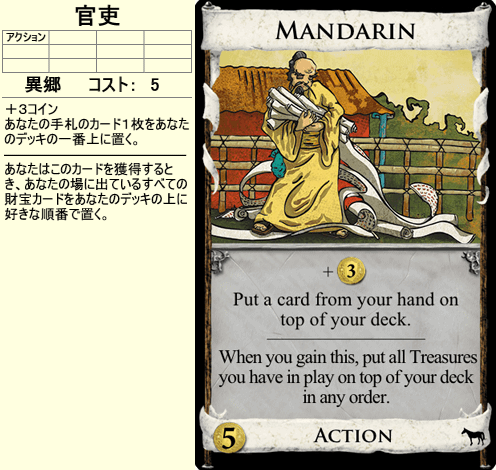 官吏
アクション
異郷 コスト： 5
＋3コイン
あなたの手札のカード1枚をあなた
のデッキの一番上に置く。
あなたはこのカードを獲得すると
き、あなたの場に出ているすべての
財宝カードをあなたのデッキの上に
好きな順番で置く。
MANDARIN
+ 3
Put a card from your hand on
top of your deck.
When you gain this, put all Treasures
you have in play on top of your deck
in any order.
5 ACTION